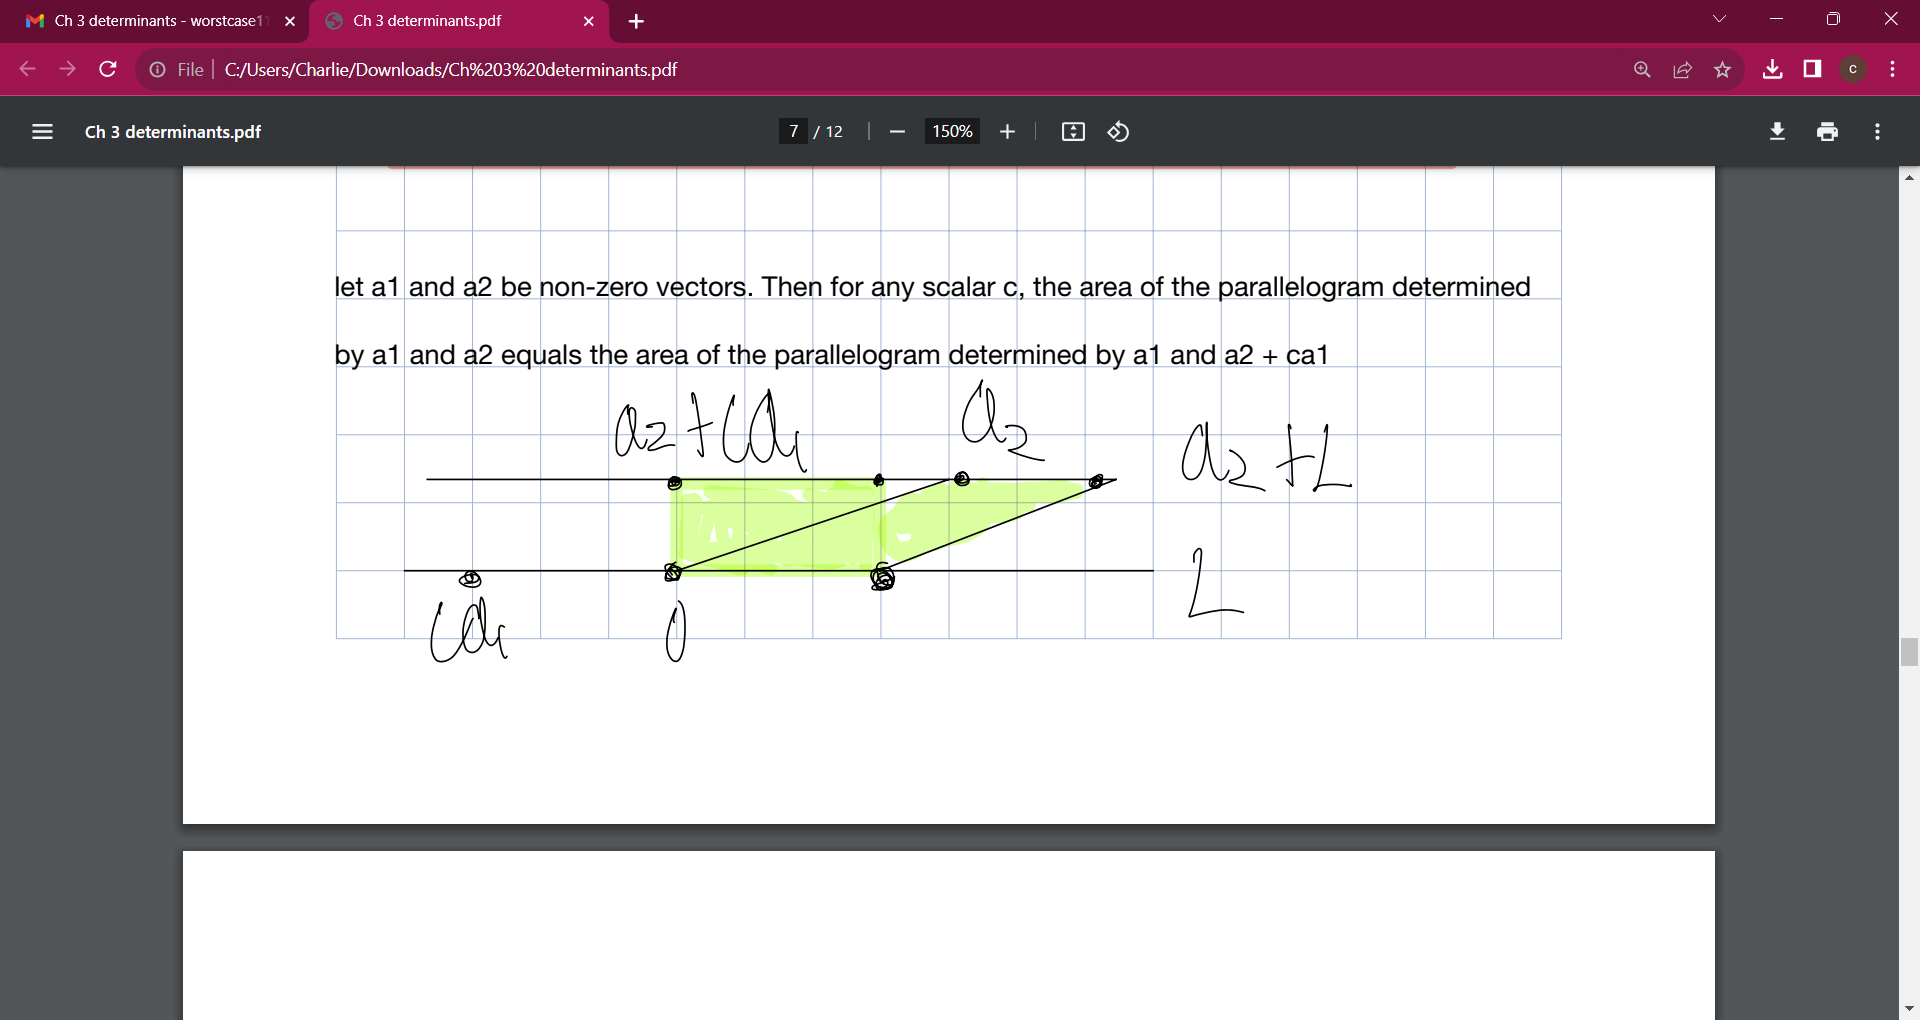 Ch 3 determinants - worstcase1
Ch 3 determinants.pdf
File
C:/Users/Charlie/Downloads/Ch%203%20determinants.pdf
c
Ch 3 determinants.pdf
7 / 12
150%
let a1 and a2 be non-zero vectors. Then for any scalar c, the area of the parallelogram determined
by a1 and a2 equals the area of the parallelogram determined by a1 and a2 + ca1
a2 + ca1
a2
a2 + L
L
ca1
0